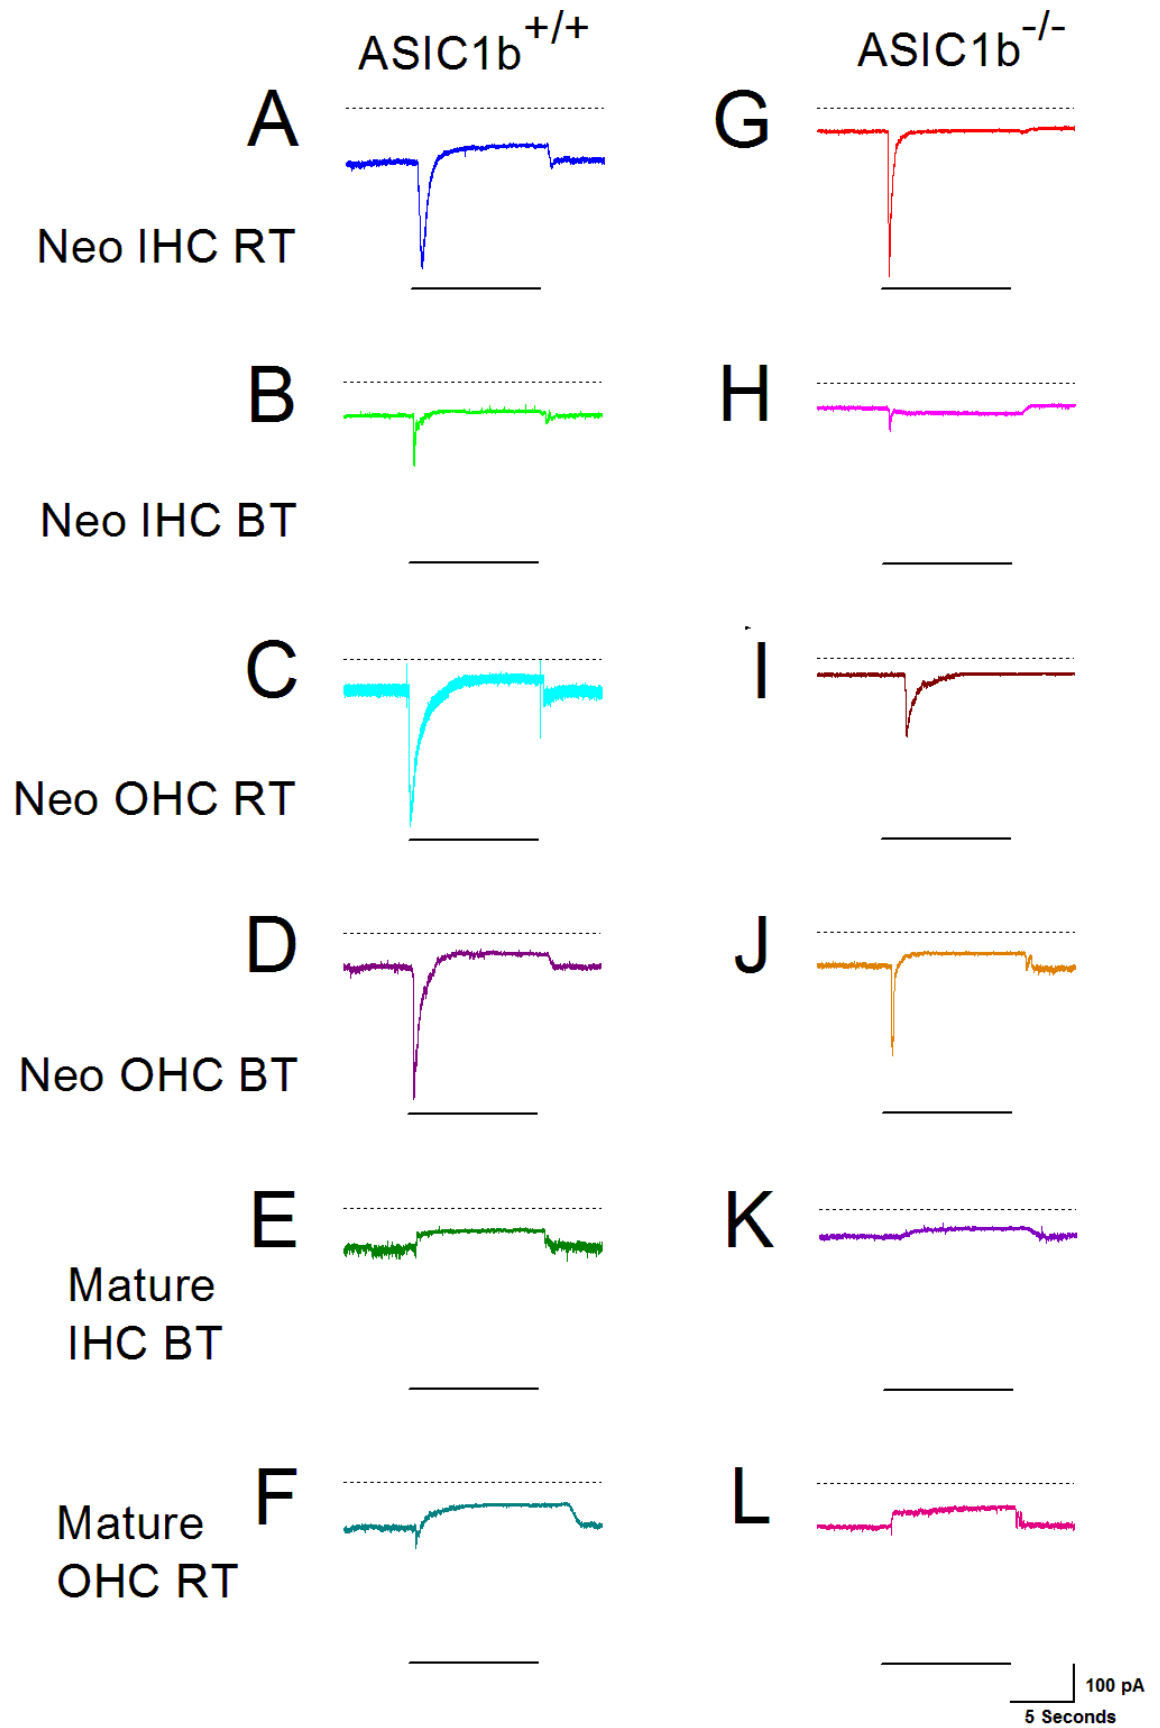 ASIC1b+/+
ASIC1b-/-
A
G
Neo IHC RT
B
H
Neo IHC BT
C
I
Neo OHC RT
D
J
Neo OHC BT
E
K
Mature
IHC BT
F
L
Mature
OHC RT
100 pA
5 Seconds